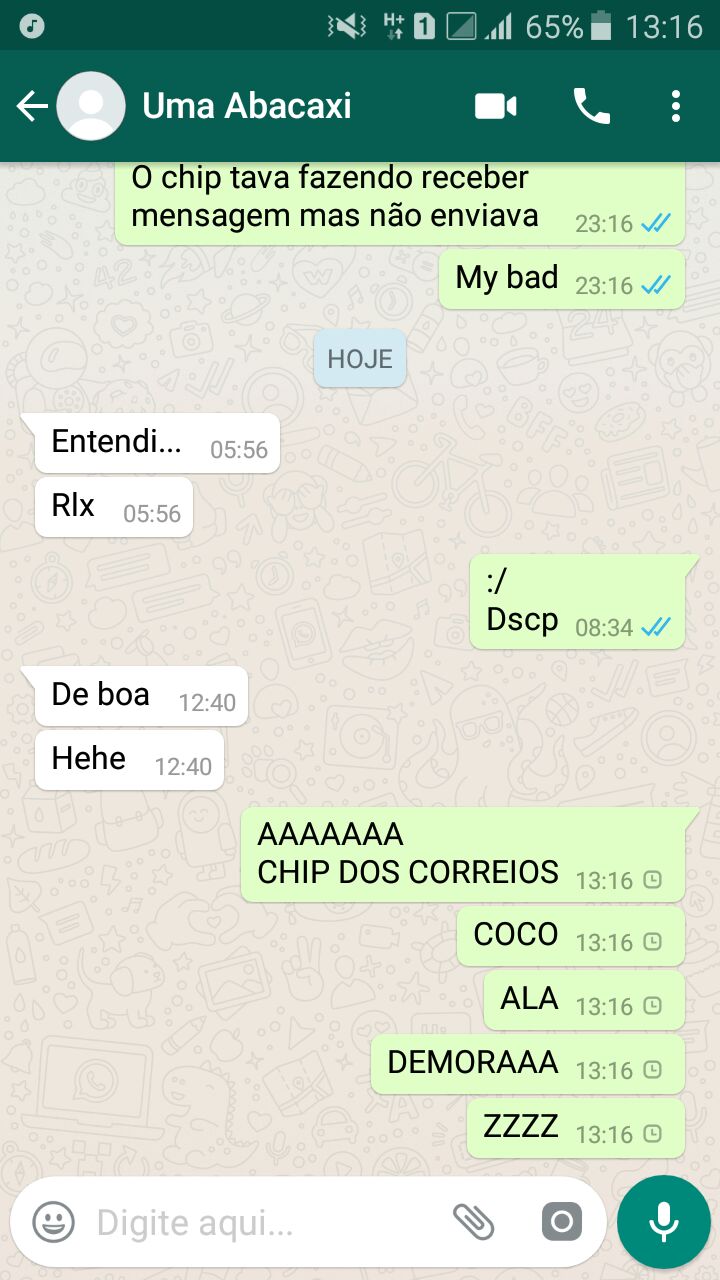 H+ 1 65% 13:16
Uma Abacaxi
O chip tava fazendo receber
mensagem mas não enviava 23:16
My bad 23:16
HOJE
Entendi... 05:56
Rlx 05:56
:/
Dscp 08:34
De boa 12:40
Hehe 12:40
AAAAAAA
CHIP DOS CORREIOS 13:16
COCO 13:16
ALA 13:16
DEMORAAA 13:16
ZZZZ 13:16
Digite aqui...